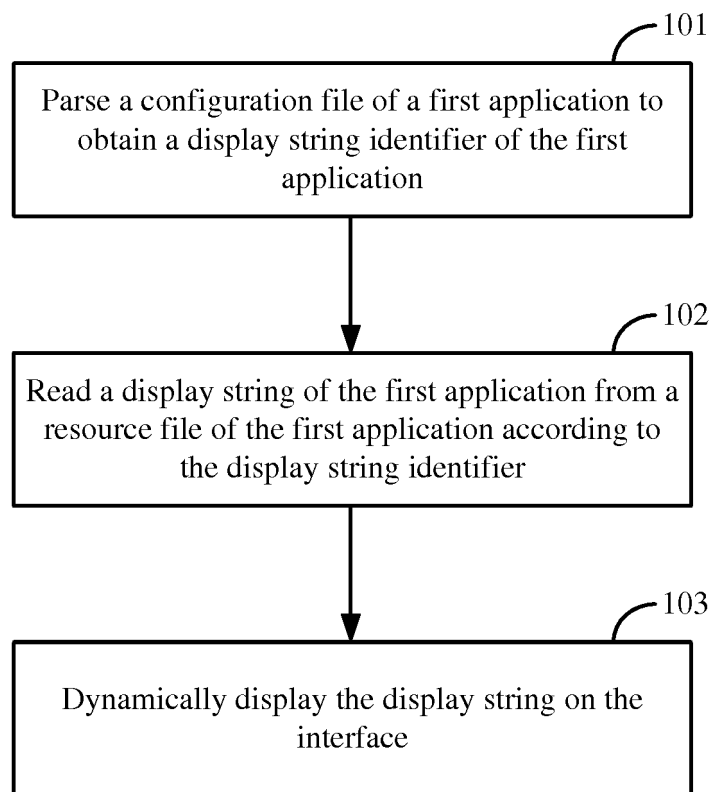 101
Parse a configuration file of a first application to
obtain a display string identifier of the first
application
102
Read a display string of the first application from a
resource file of the first application according to
the display string identifier
103
Dynamically display the display string on the
interface